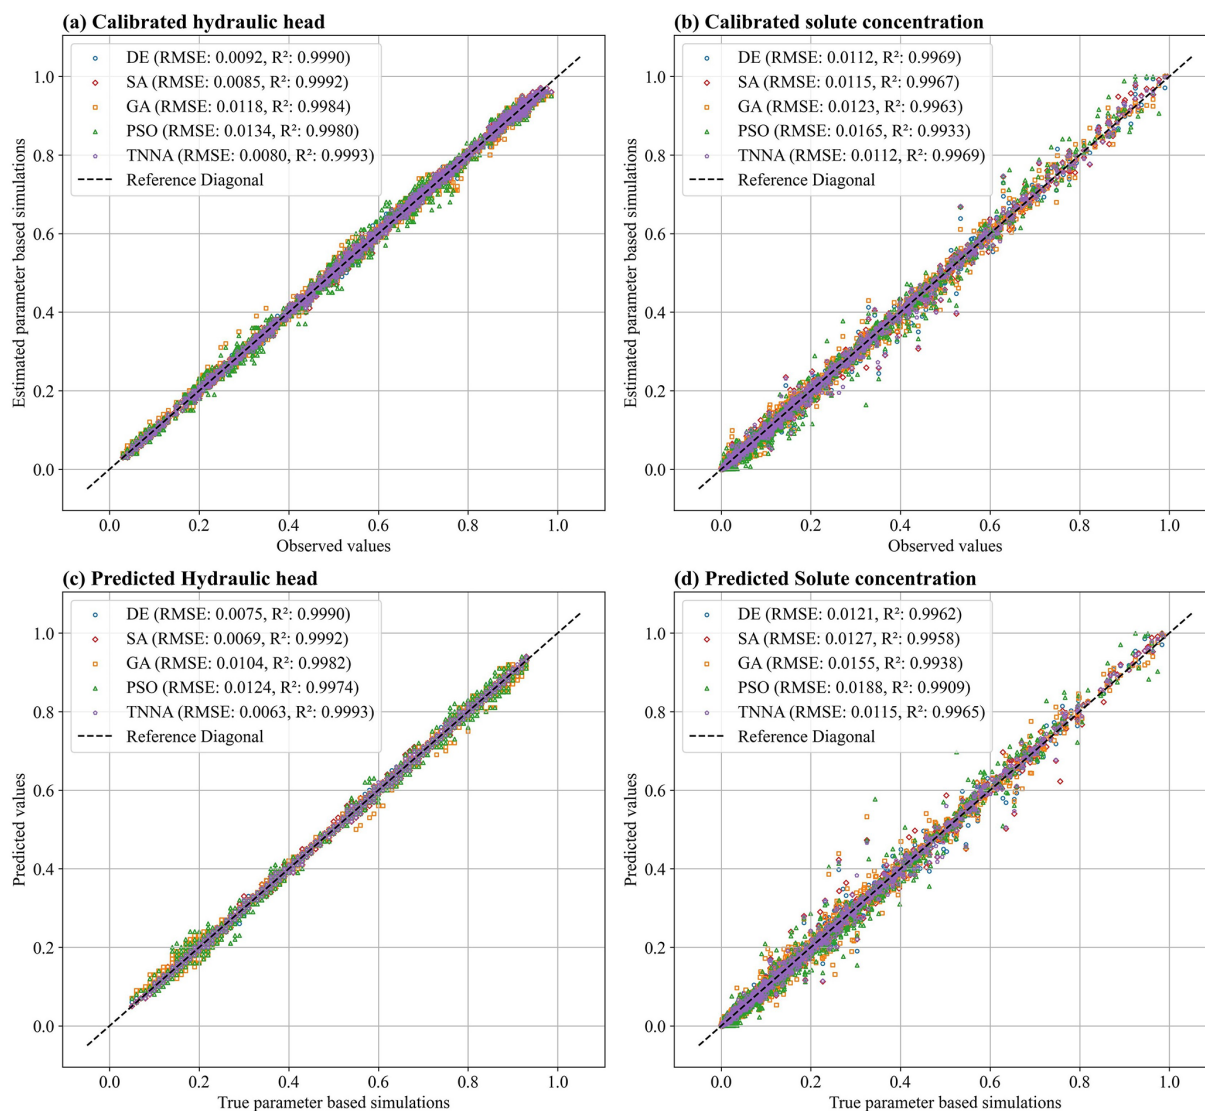 (a) Calibrated hydraulic head
DE (RMSE: 0.0092, R²: 0.9990)
SA (RMSE: 0.0085, R²: 0.9992)
GA (RMSE: 0.0118, R²: 0.9984)
PSO (RMSE: 0.0134, R²: 0.9980)
TNNA (RMSE: 0.0080, R²: 0.9993)
Reference Diagonal
Estimated parameter based simulations
1.0
0.8
0.6
0.4
0.2
0.0
0.0 0.2 0.4 0.6 0.8 1.0
Observed values
(b) Calibrated solute concentration
DE (RMSE: 0.0112, R²: 0.9969)
SA (RMSE: 0.0115, R²: 0.9967)
GA (RMSE: 0.0123, R²: 0.9963)
PSO (RMSE: 0.0165, R²: 0.9933)
TNNA (RMSE: 0.0112, R²: 0.9969)
Reference Diagonal
Estimated parameter based simulations
1.0
0.8
0.6
0.4
0.2
0.0
0.0 0.2 0.4 0.6 0.8 1.0
Observed values
(c) Predicted Hydraulic head
DE (RMSE: 0.0075, R²: 0.9990)
SA (RMSE: 0.0069, R²: 0.9992)
GA (RMSE: 0.0104, R²: 0.9982)
PSO (RMSE: 0.0124, R²: 0.9974)
TNNA (RMSE: 0.0063, R²: 0.9993)
Reference Diagonal
Predicted values
1.0
0.8
0.6
0.4
0.2
0.0
0.0 0.2 0.4 0.6 0.8 1.0
True parameter based simulations
(d) Predicted Solute concentration
DE (RMSE: 0.0121, R²: 0.9962)
SA (RMSE: 0.0127, R²: 0.9958)
GA (RMSE: 0.0155, R²: 0.9938)
PSO (RMSE: 0.0188, R²: 0.9909)
TNNA (RMSE: 0.0115, R²: 0.9965)
Reference Diagonal
Predicted values
1.0
0.8
0.6
0.4
0.2
0.0
0.0 0.2 0.4 0.6 0.8 1.0
True parameter based simulations